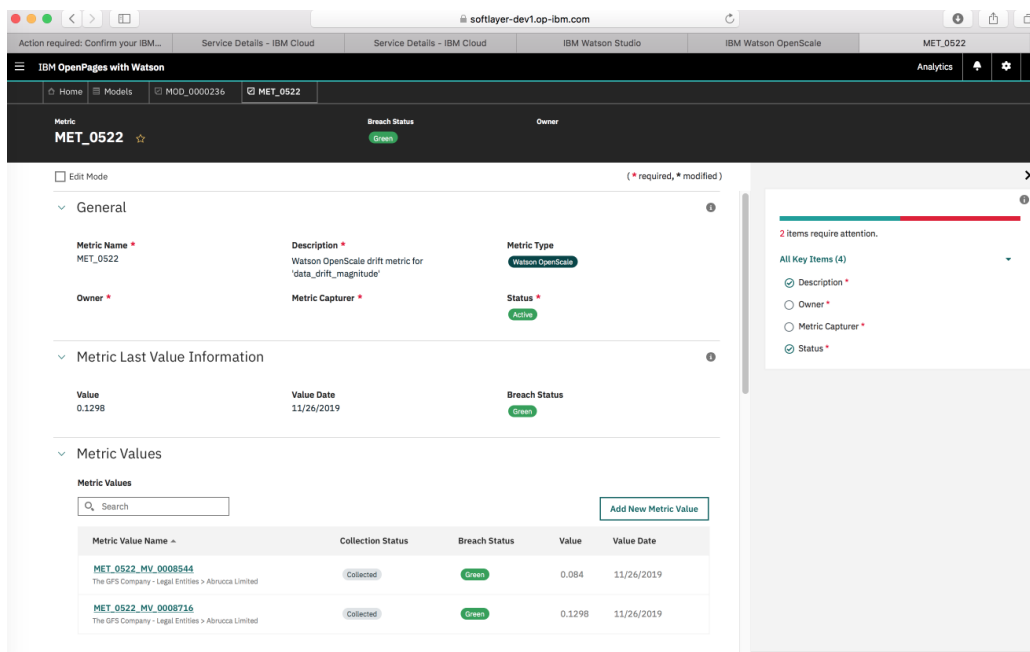 softlayer-dev1.op-ibm.com
Action required: Confirm your IBM... Service Details - IBM Cloud Service Details - IBM Cloud IBM Watson Studio IBM Watson OpenScale MET_0522
IBM OpenPages with Watson Analytics
Home Models MOD_0000236 MET_0522
Metric Breach Status Owner
MET_0522 Green
Edit Mode ( * required, * modified )
General
Metric Name * Description * Metric Type
MET_0522 Watson OpenScale drift metric for Watson OpenScale
'data_drift_magnitude'
Owner * Metric Capturer * Status *
Active
Metric Last Value Information
Value Value Date Breach Status
0.1298 11/26/2019 Green
Metric Values
Metric Values
Search Add New Metric Value
Metric Value Name Collection Status Breach Status Value Value Date
MET_0522_MV_0008544 Collected Green 0.084 11/26/2019
The GFS Company - Legal Entities > Abrucca Limited
MET_0522_MV_0008716 Collected Green 0.1298 11/26/2019
The GFS Company - Legal Entities > Abrucca Limited
2 items require attention.
All Key Items (4)
Description *
Owner *
Metric Capturer *
Status *